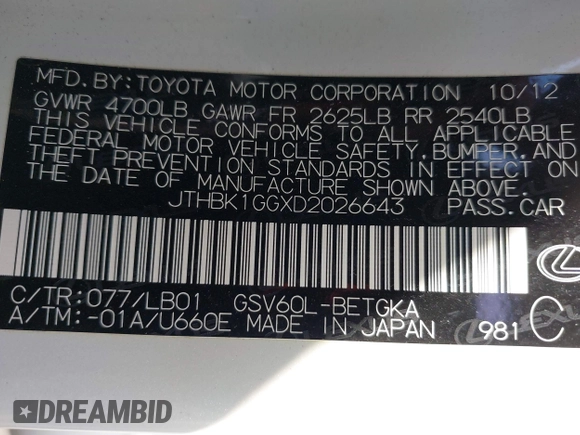 MFD. BY: TOYOTA MOTOR CORPORATION 10/12
GVWR 4700LB GAWR FR 2625LB RR 2540LB
THIS VEHICLE CONFORMS TO ALL APPLICABLE
FEDERAL MOTOR VEHICLE SAFETY, BUMPER, AND
THEFT PREVENTION STANDARDS IN EFFECT ON
THE DATE OF MANUFACTURE SHOWN ABOVE.
JTHBK1GGXD2026643 PASS. CAR
C/TR: 077/LB01 GSV60L-BETGKA
A/TM: -01A/U660E MADE IN JAPAN 981 C
DREAMBID